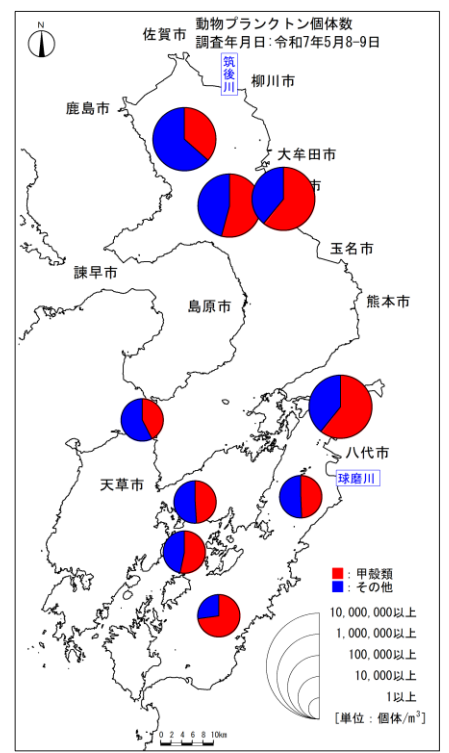 動物プランクトン個体数
調査年月日:令和7年5月8-9日
N
佐賀市
筑後川
柳川市
鹿島市
大牟田市
市
玉名市
諫早市
島原市
熊本市
八代市
球磨川
天草市
:甲殻類
:その他
10,000,000以上
1,000,000以上
100,000以上
10,000以上
1以上
[単位:個体/m³]
0 2 4 6 8 10km